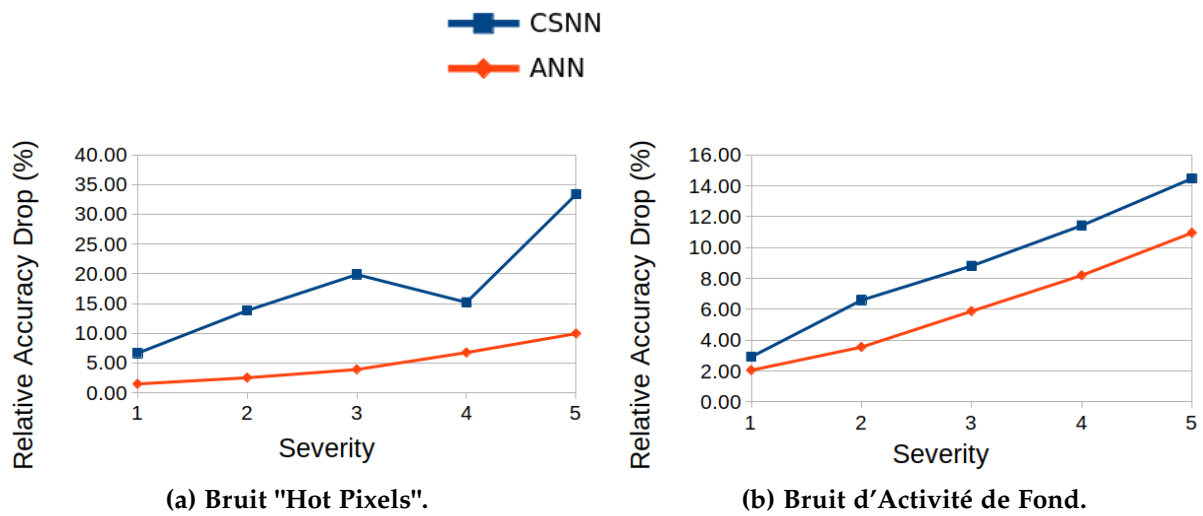 CSNN
ANN
Relative Accuracy Drop (%)
40.00
35.00
30.00
25.00
20.00
15.00
10.00
5.00
0.00
1 2 3 4 5
Severity
(a) Bruit "Hot Pixels".
Relative Accuracy Drop (%)
16.00
14.00
12.00
10.00
8.00
6.00
4.00
2.00
0.00
1 2 3 4 5
Severity
(b) Bruit d’Activité de Fond.